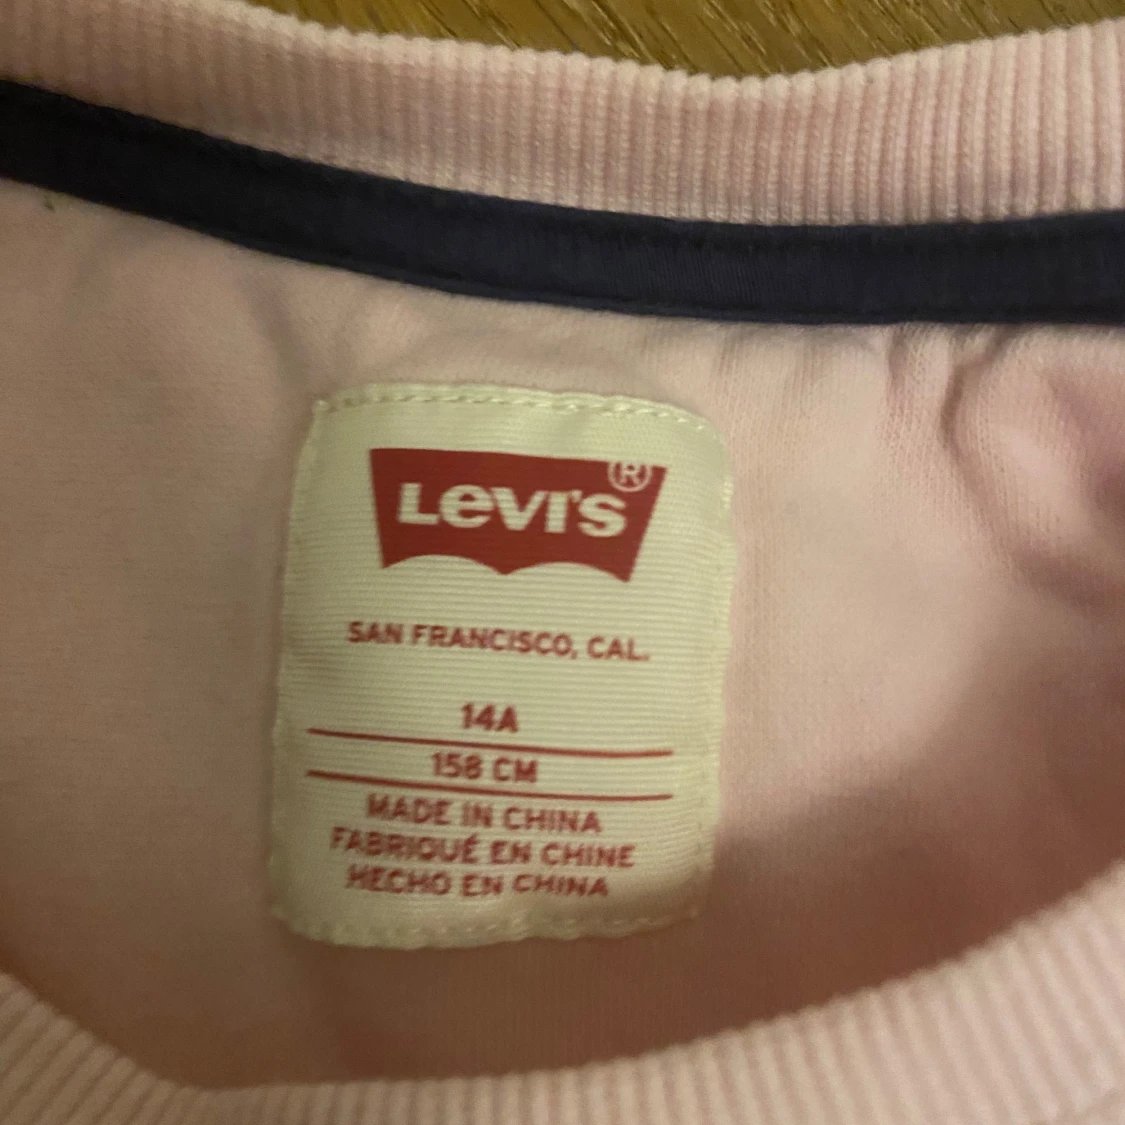 Levi's®
SAN FRANCISCO, CAL.
14A
158 CM
MADE IN CHINA
FABRIQUÉ EN CHINE
HECHO EN CHINA